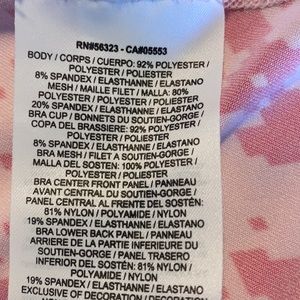 RN#56323 - CA#05553
BODY / CORPS / CUERPO: 92% POLYESTER /
POLYESTER / POLIESTER
8% SPANDEX / ELASTHANNE / ELASTANO
MESH / MAILLE FILET / MALLA: 80%
POLYESTER / POLYESTER / POLIESTER
20% SPANDEX / ELASTHANNE / ELASTANO
BRA CUP / BONNETS DU SOUTIEN-GORGE /
COPA DEL BRASSIERE: 92% POLYESTER /
POLYESTER / POLIESTER
8% SPANDEX / ELASTHANNE / ELASTANO
BRA MESH / FILET A SOUTIEN-GORGE /
MALLA DEL SOSTEN: 100% POLYESTER /
POLYESTER / POLIESTER
BRA CENTER FRONT PANEL / PANNEAU
AVANT CENTRAL DU SOUTIEN-GORGE /
PANEL CENTRAL AL FRENTE DEL SOSTÉN:
81% NYLON / POLYAMIDE / NYLON
19% SPANDEX / ELASTHANNE / ELASTANO
BRA LOWER BACK PANEL / PANNEAU
ARRIERE DE LA PARTIE INFERIEURE DU
SOUTIEN-GORGE / PANEL TRASERO
INFERIOR DEL SOSTEN: 81% NYLON
/ POLYAMIDE / NYLON
19% SPANDEX / ELASTHANNE / ELASTANO
EXCLUSIVE OF DECORATION / DECORATION